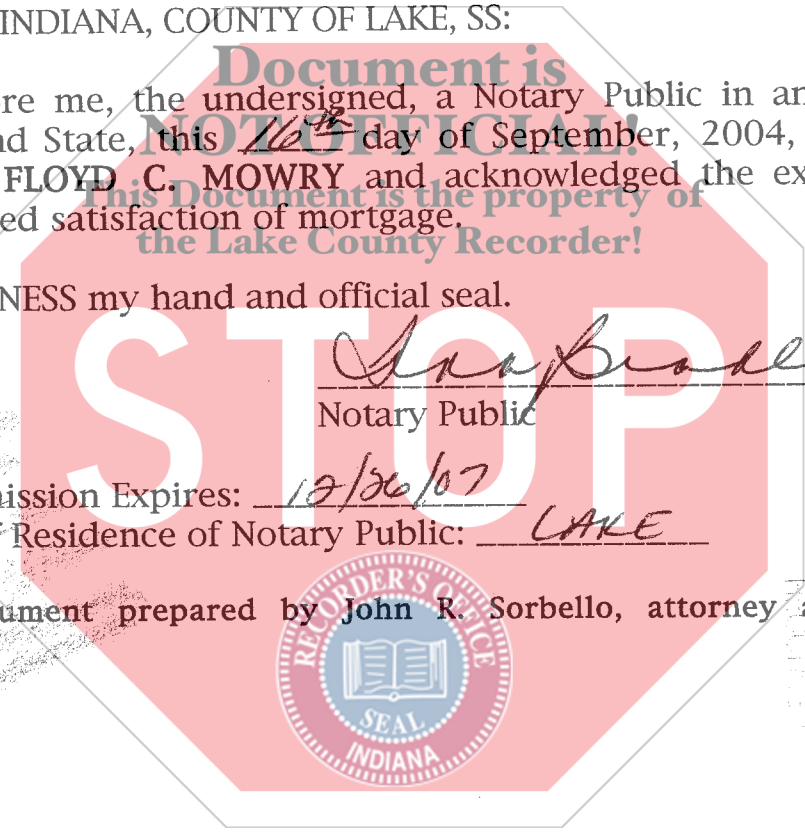 INDIANA, COUNTY OF LAKE, SS:
Document is
re me, the undersigned, a Notary Public in an
nd State, this 16th day of September, 2004,
NOT OFFICIAL!
FLOYD C. MOWRY and acknowledged the ex
This Document is the property of
ed satisfaction of mortgage.
the Lake County Recorder!
NESS my hand and official seal.
STOP
Notary Public
ission Expires: 12/26/07
Residence of Notary Public: LAKE
ument prepared by John R. Sorbello, attorney a
RECORDER'S OFFICE
SEAL
INDIANA